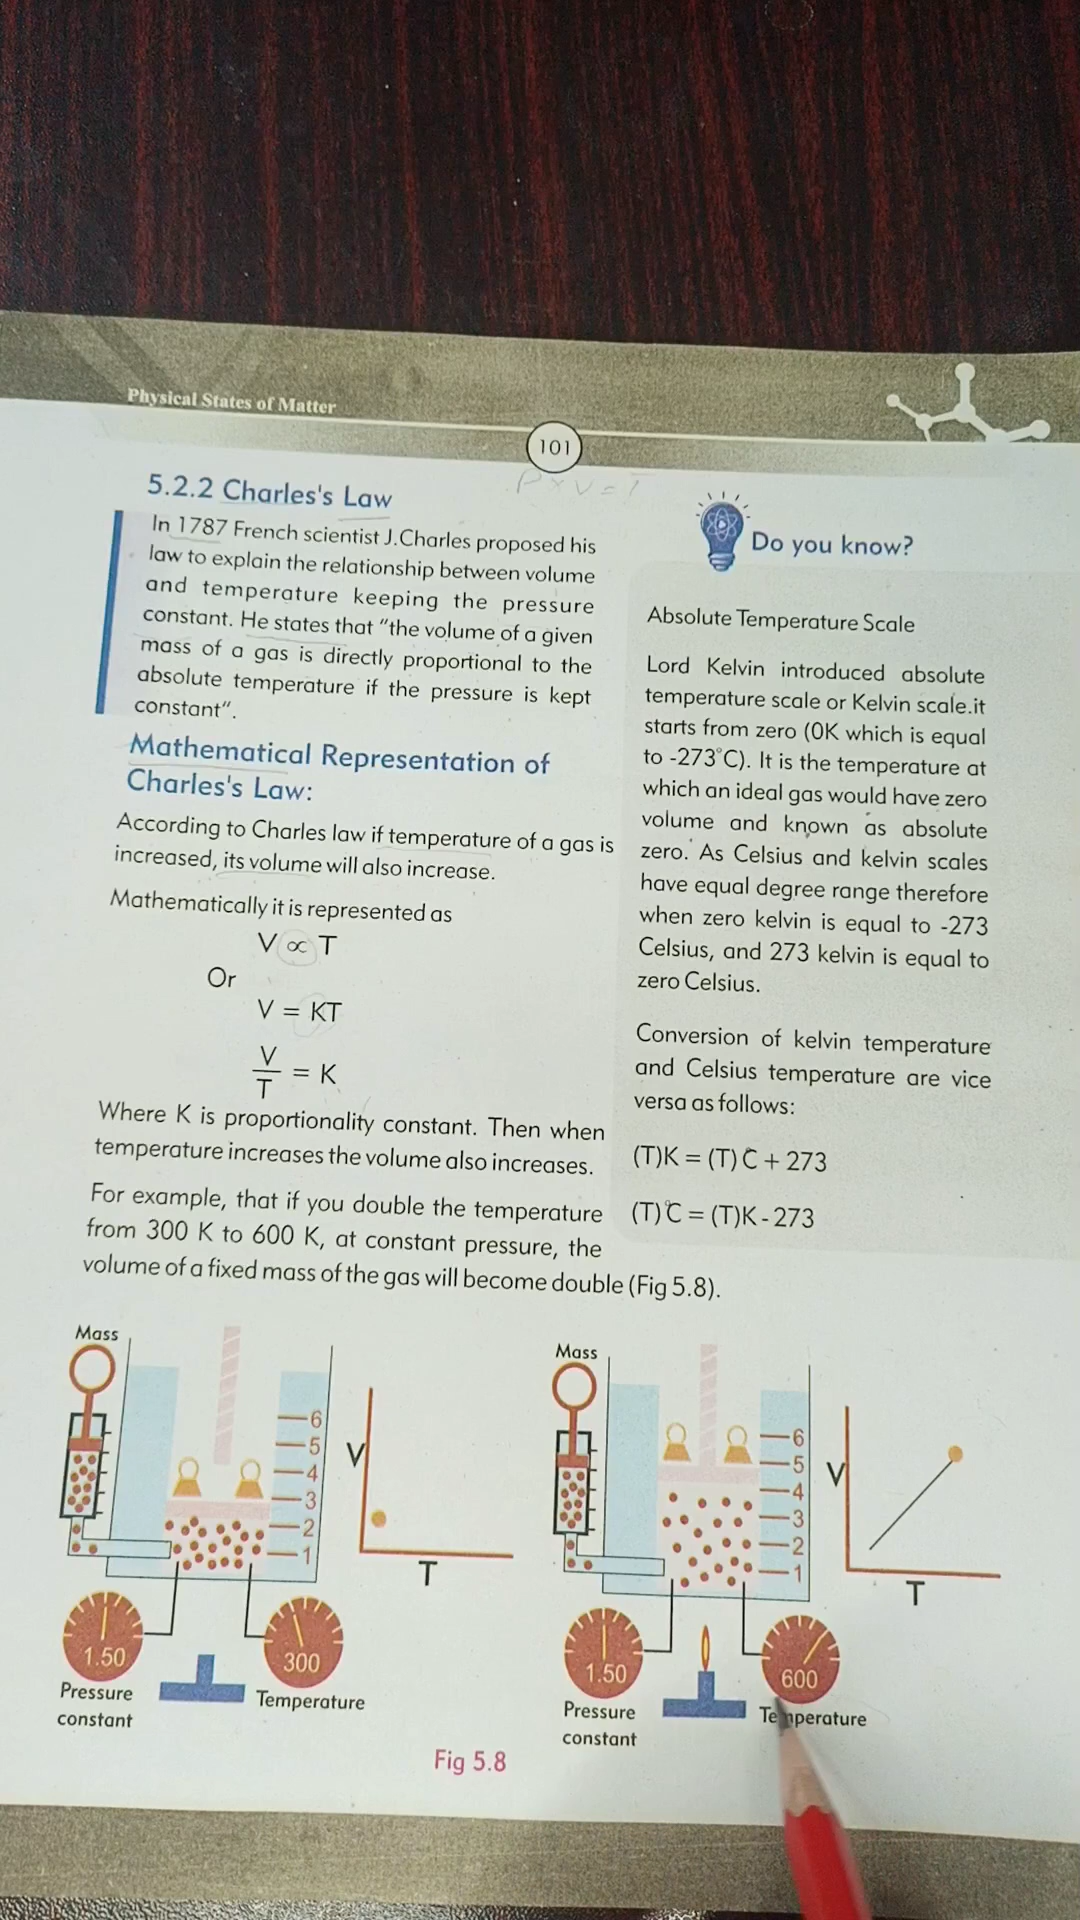 Physical States of Matter
101
P × V = ?
5.2.2 Charles's Law
In 1787 French scientist J.Charles proposed his
law to explain the relationship between volume
and temperature keeping the pressure
constant. He states that "the volume of a given
mass of a gas is directly proportional to the
absolute temperature if the pressure is kept
constant".
Mathematical Representation of
Charles's Law:
According to Charles law if temperature of a gas is
increased, its volume will also increase.
Mathematically it is represented as
V ∝ T
Or
V = KT
V/T = K
Where K is proportionality constant. Then when
temperature increases the volume also increases.
For example, that if you double the temperature
from 300 K to 600 K, at constant pressure, the
volume of a fixed mass of the gas will become double (Fig 5.8).
Do you know?
Absolute Temperature Scale
Lord Kelvin introduced absolute
temperature scale or Kelvin scale.it
starts from zero (0K which is equal
to -273°C). It is the temperature at
which an ideal gas would have zero
volume and known as absolute
zero. As Celsius and kelvin scales
have equal degree range therefore
when zero kelvin is equal to -273
Celsius, and 273 kelvin is equal to
zero Celsius.
Conversion of kelvin temperature
and Celsius temperature are vice
versa as follows:
(T)K = (T)°C + 273
(T)°C = (T)K - 273
Mass
6
5
4
3
2
1
V
T
1.50
Pressure
constant
300
Temperature
Mass
6
5
4
3
2
1
V
T
1.50
Pressure
constant
600
Temperature
Fig 5.8